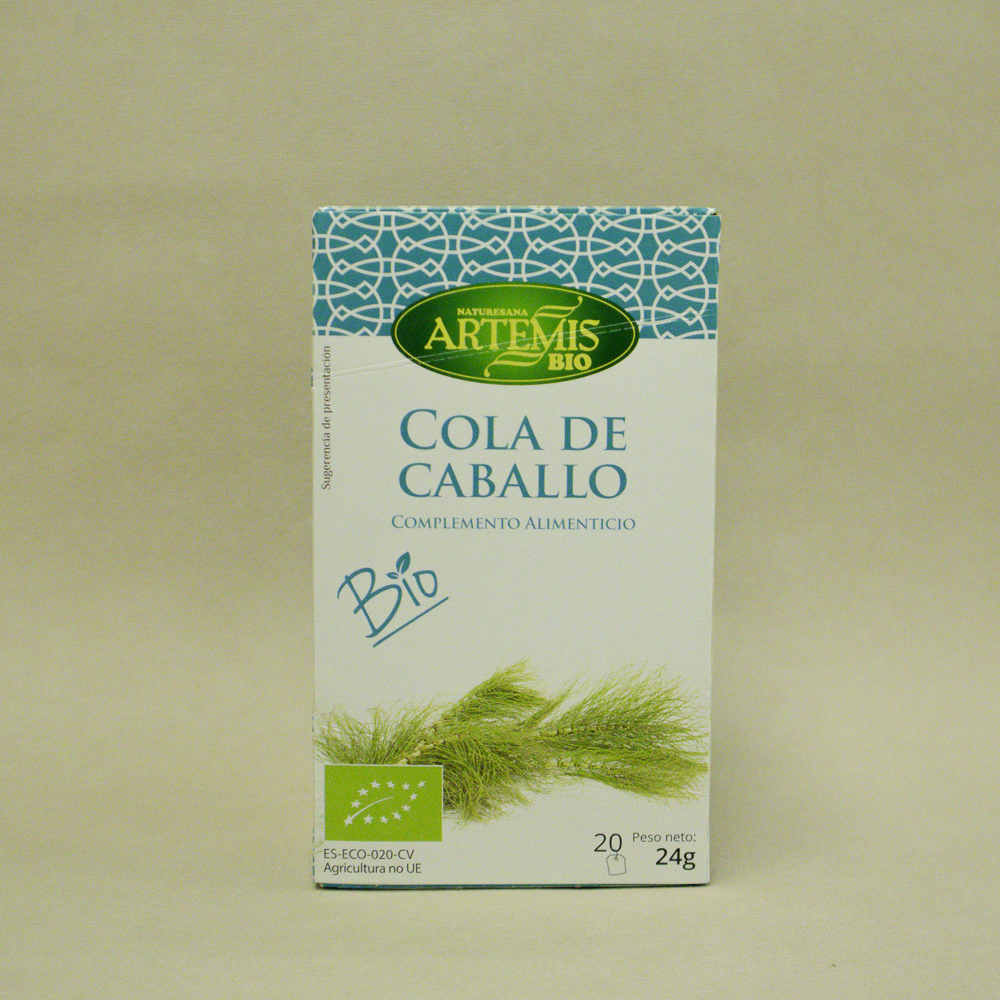 NATURESANA
ARTEMIS
BIO
Sugerencia de presentación
COLA DE
CABALLO
COMPLEMENTO ALIMENTICIO
Bio
ES-ECO-020-CV
Agricultura no UE
20
Peso neto:
24g